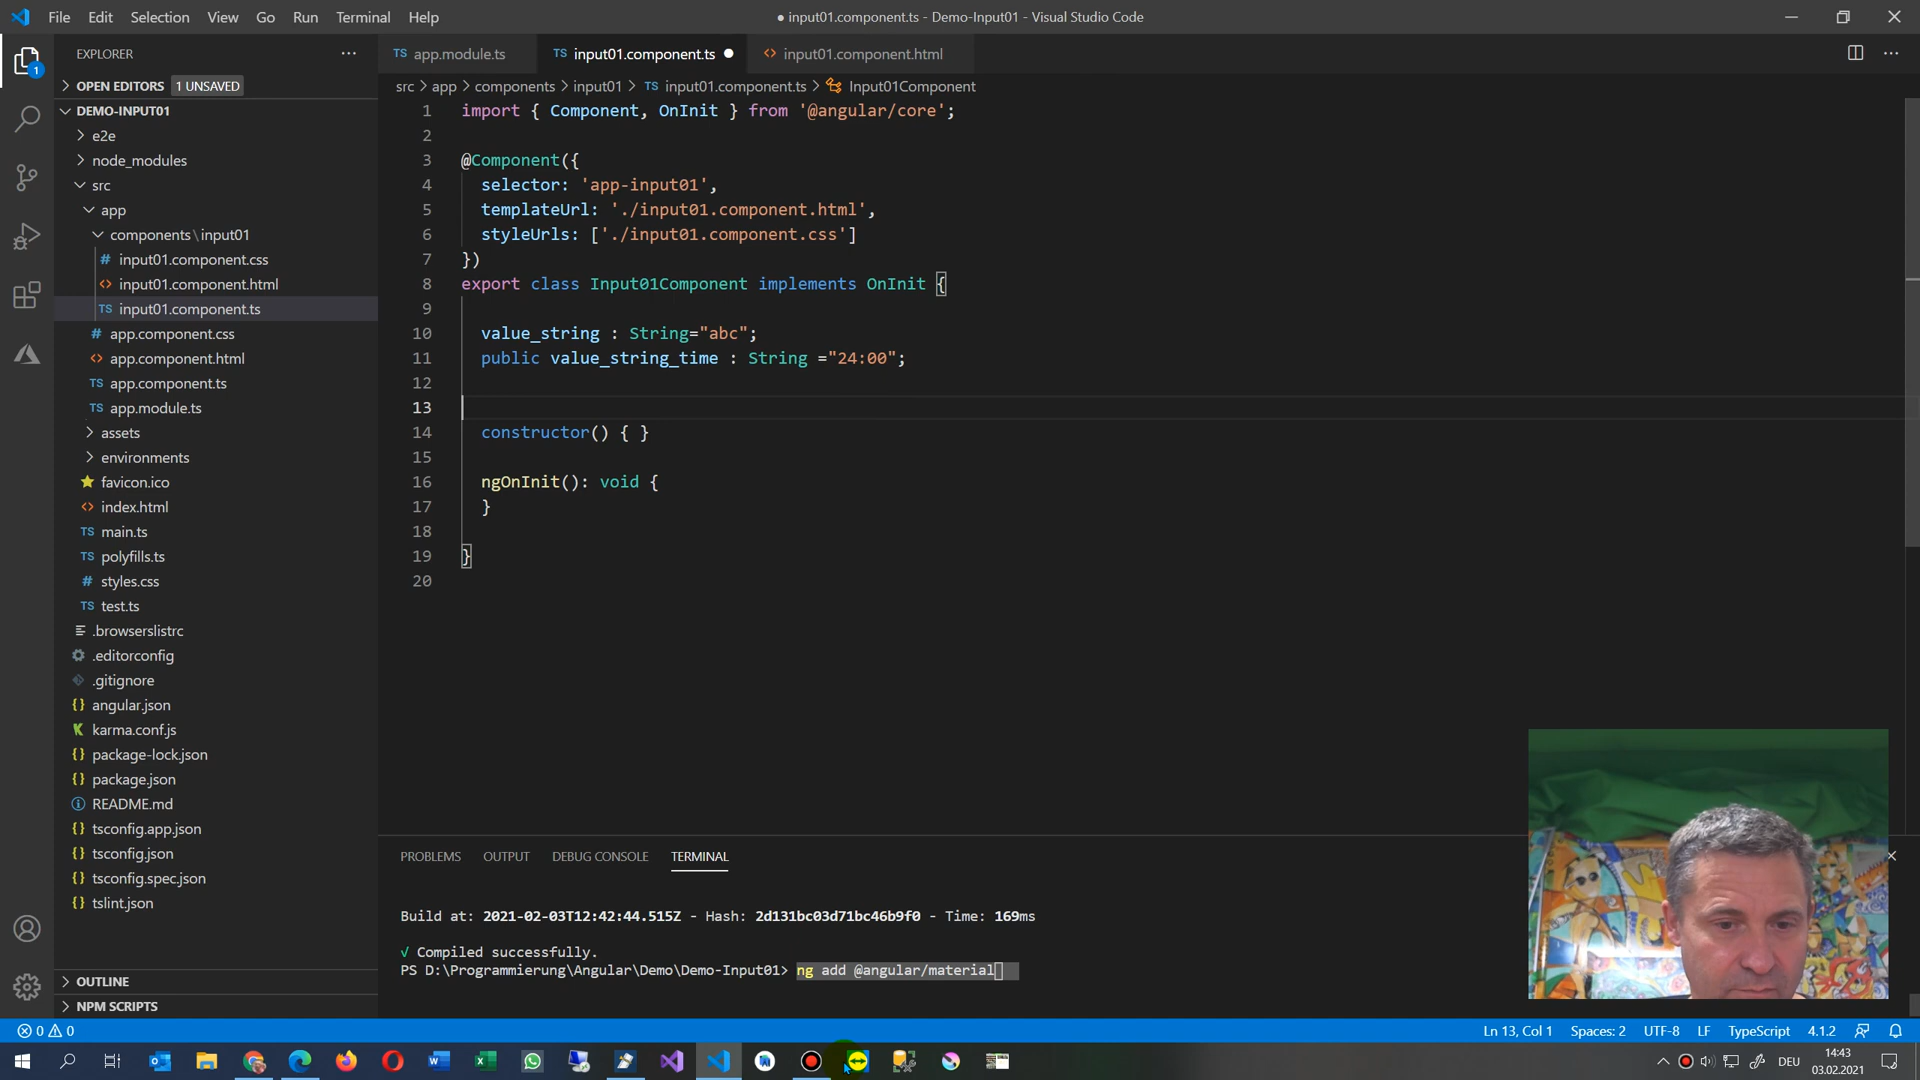 File Edit Selection View Go Run Terminal Help
● input01.component.ts - Demo-Input01 - Visual Studio Code
EXPLORER
TS app.module.ts
TS input01.component.ts
<> input01.component.html
OPEN EDITORS 1 UNSAVED
src > app > components > input01 > TS input01.component.ts > Input01Component
DEMO-INPUT01
e2e
node_modules
src
app
components \ input01
# input01.component.css
<> input01.component.html
TS input01.component.ts
# app.component.css
<> app.component.html
TS app.component.ts
TS app.module.ts
assets
environments
favicon.ico
<> index.html
TS main.ts
TS polyfills.ts
# styles.css
TS test.ts
.browserslistrc
.editorconfig
.gitignore
{} angular.json
karma.conf.js
{} package-lock.json
{} package.json
README.md
{} tsconfig.app.json
{} tsconfig.json
{} tsconfig.spec.json
{} tslint.json
OUTLINE
NPM SCRIPTS
1 import { Component, OnInit } from '@angular/core';
2
3 @Component({
4 selector: 'app-input01',
5 templateUrl: './input01.component.html',
6 styleUrls: ['./input01.component.css']
7 })
8 export class Input01Component implements OnInit {
9
10 value_string : String="abc";
11 public value_string_time : String ="24:00";
12
13
14 constructor() { }
15
16 ngOnInit(): void {
17 }
18
19 }
20
PROBLEMS OUTPUT DEBUG CONSOLE TERMINAL
Build at: 2021-02-03T12:42:44.515Z - Hash: 2d131bc03d71bc46b9f0 - Time: 169ms
√ Compiled successfully.
PS D:\Programmierung\Angular\Demo\Demo-Input01> ng add @angular/material
0 0
Ln 13, Col 1 Spaces: 2 UTF-8 LF TypeScript 4.1.2
DEU
14:43
03.02.2021